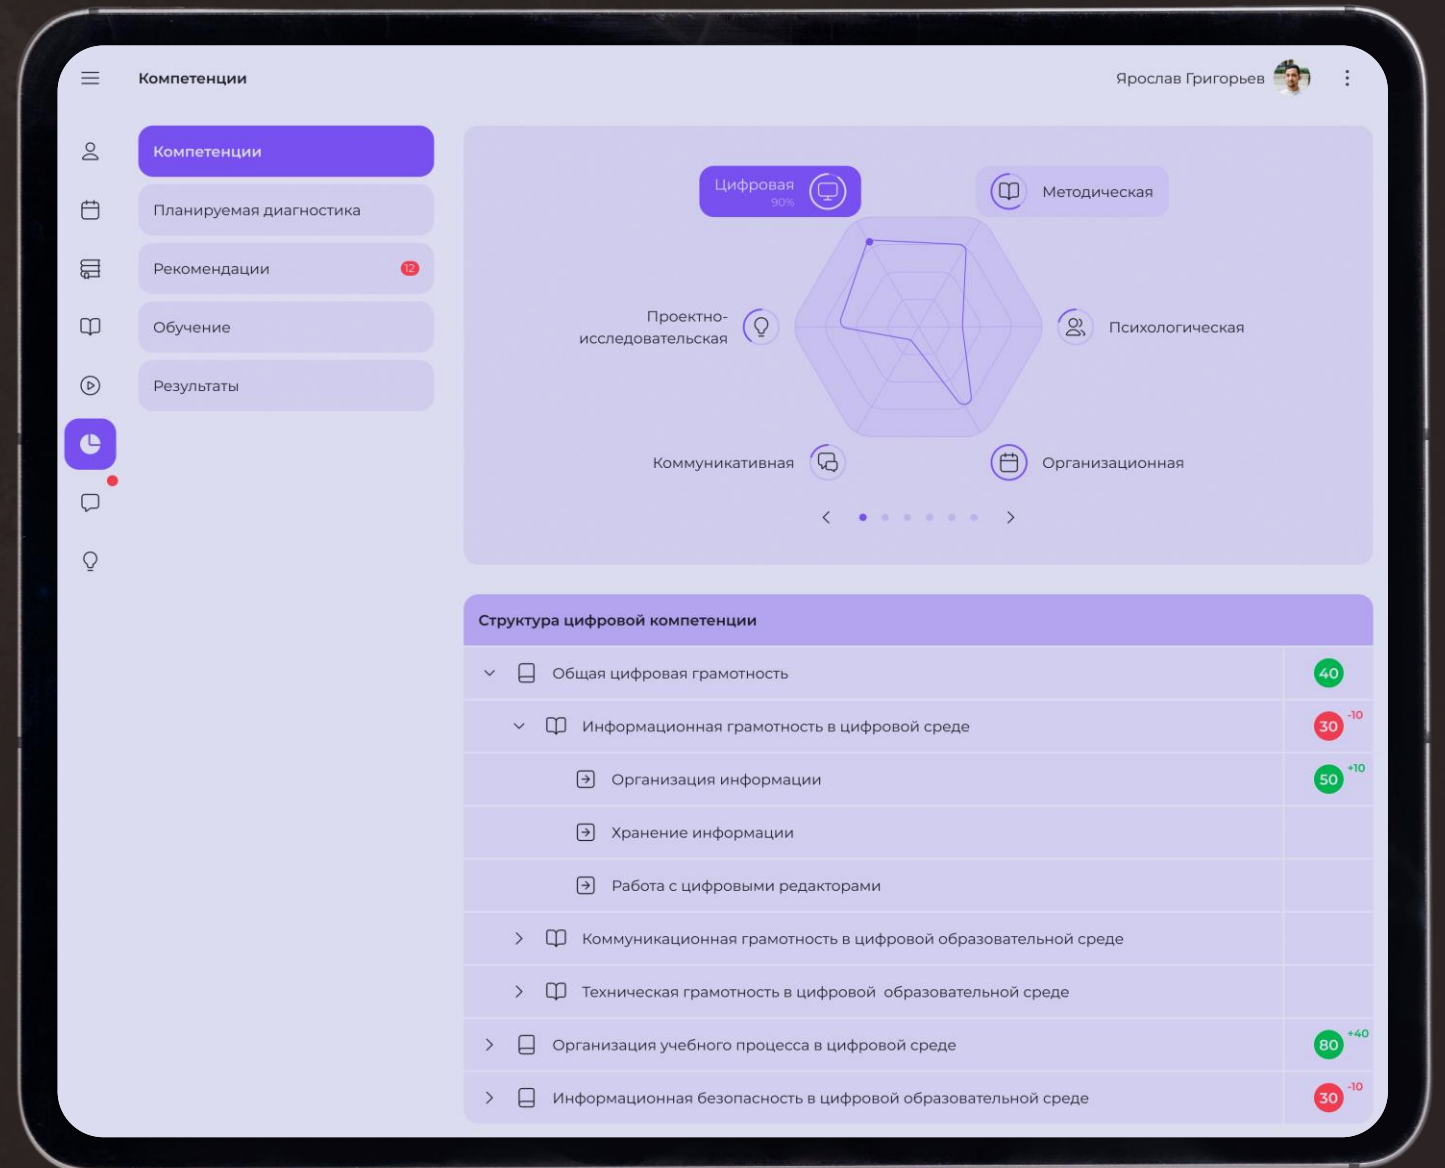 Компетенции
Ярослав Григорьев
Компетенции
Планируемая диагностика
Рекомендации
12
Обучение
Результаты
Цифровая
90%
Методическая
Проектно-
исследовательская
Психологическая
Коммуникативная
Организационная
Структура цифровой компетенции
Общая цифровая грамотность
40
Информационная грамотность в цифровой среде
30
-10
Организация информации
50
+10
Хранение информации
Работа с цифровыми редакторами
Коммуникационная грамотность в цифровой образовательной среде
Техническая грамотность в цифровой образовательной среде
Организация учебного процесса в цифровой среде
80
+40
Информационная безопасность в цифровой образовательной среде
30
-10